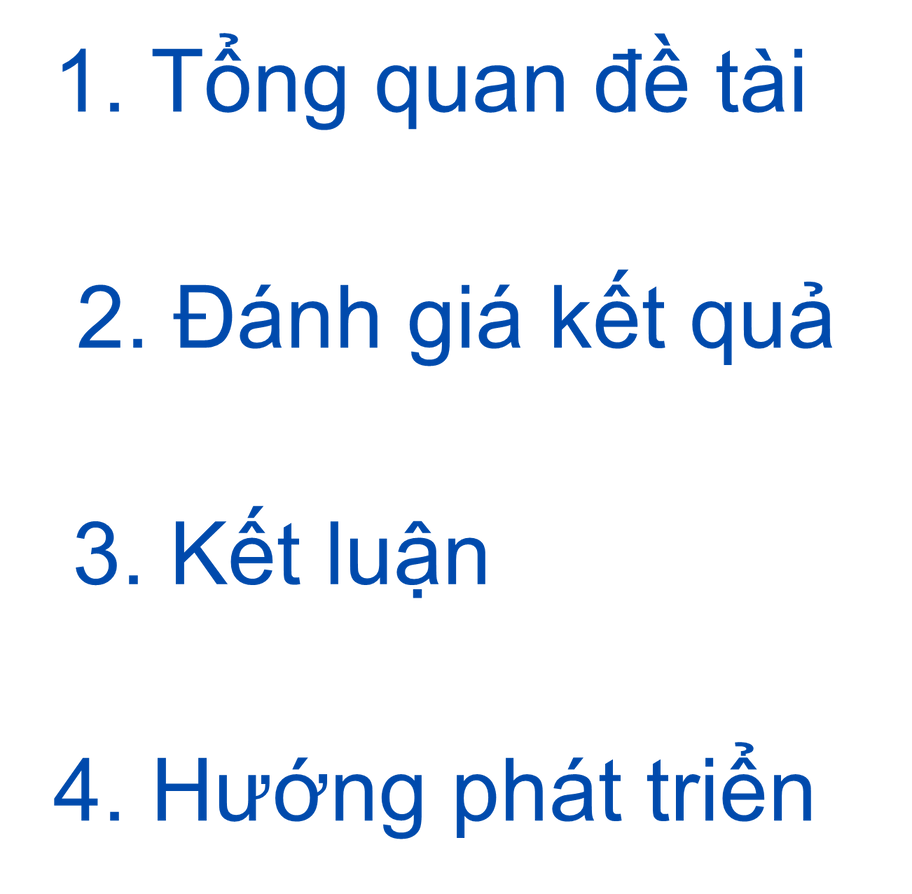 1. Tổng quan đề tài
2. Đánh giá kết quả
3. Kết luận
4. Hướng phát triển